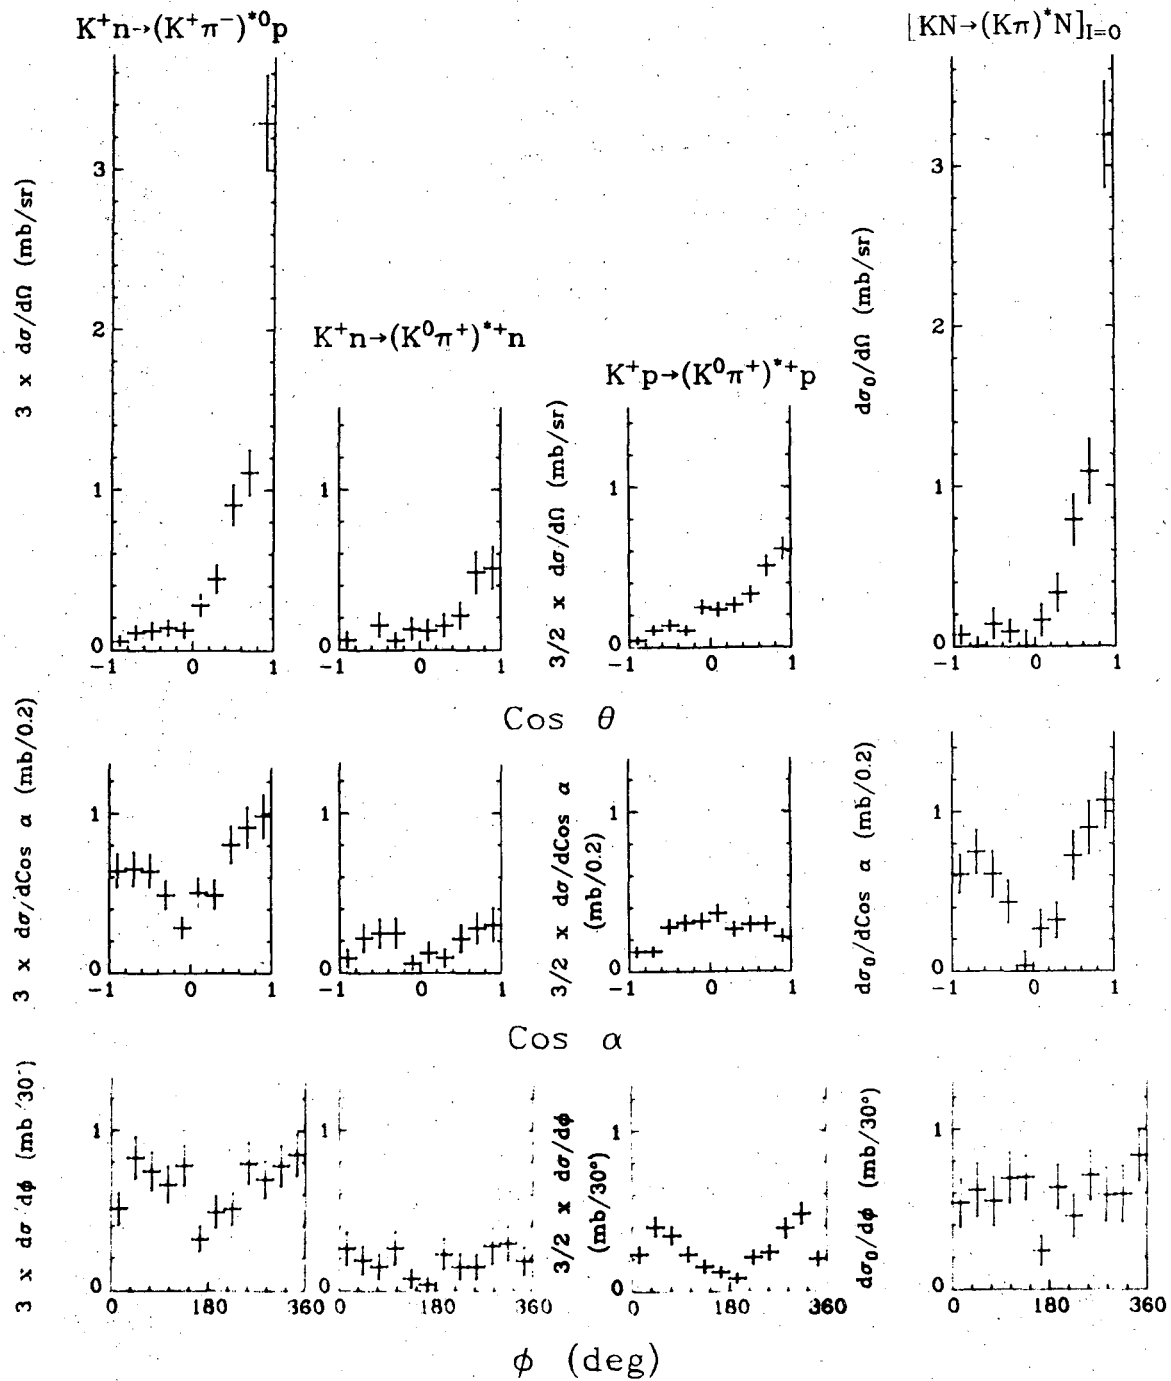 K⁺n→(K⁺π⁻)*⁰p
[KN→(Kπ)*N]I=0
3 x dσ/dΩ (mb/sr)
3
2
1
0
-1 0 1
K⁺n→(K⁰π⁺)*⁺n
1
0
-1 0 1
K⁺p→(K⁰π⁺)*⁺p
3/2 x dσ/dΩ (mb/sr)
1
0
-1 0 1
dσ₀/dΩ (mb/sr)
3
2
1
0
-1 0 1
Cos θ
3 x dσ/dCos α (mb/0.2)
1
0
-1 0 1
1
0
-1 0 1
3/2 x dσ/dCos α
(mb/0.2)
1
0
-1 0 1
dσ₀/dCos α (mb/0.2)
1
0
-1 0 1
Cos α
3 x dσ/dϕ (mb/30°)
1
0
0 180 360
1
0
0 180 360
3/2 x dσ/dϕ
(mb/30°)
1
0
0 180 360
dσ₀/dϕ (mb/30°)
1
0
0 180 360
ϕ (deg)